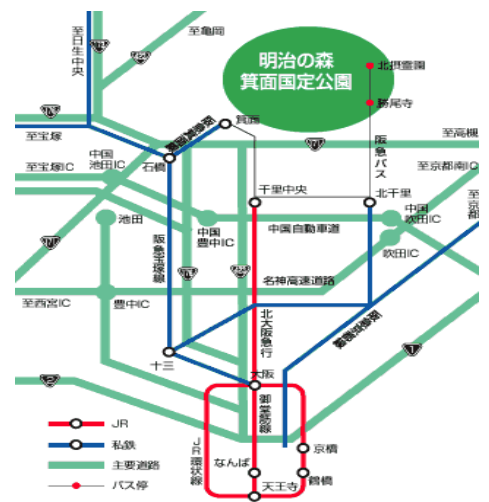 至日生中央
至亀岡
明治の森
箕面国定公園
北摂霊園
勝尾寺
阪急バス
箕面
至宝塚
石橋
至高槻
至宝塚IC
中国
池田IC
千里中央
北千里
至京都南IC
至京都
池田
中国
豊中IC
中国自動車道
中国
吹田IC
吹田IC
阪急宝塚線
名神高速道路
至西宮IC
豊中IC
北大阪急行
十三
大阪
御堂筋線
JR環状線
京橋
なんば
鶴橋
天王寺
1
2
JR
私鉄
主要道路
バス停